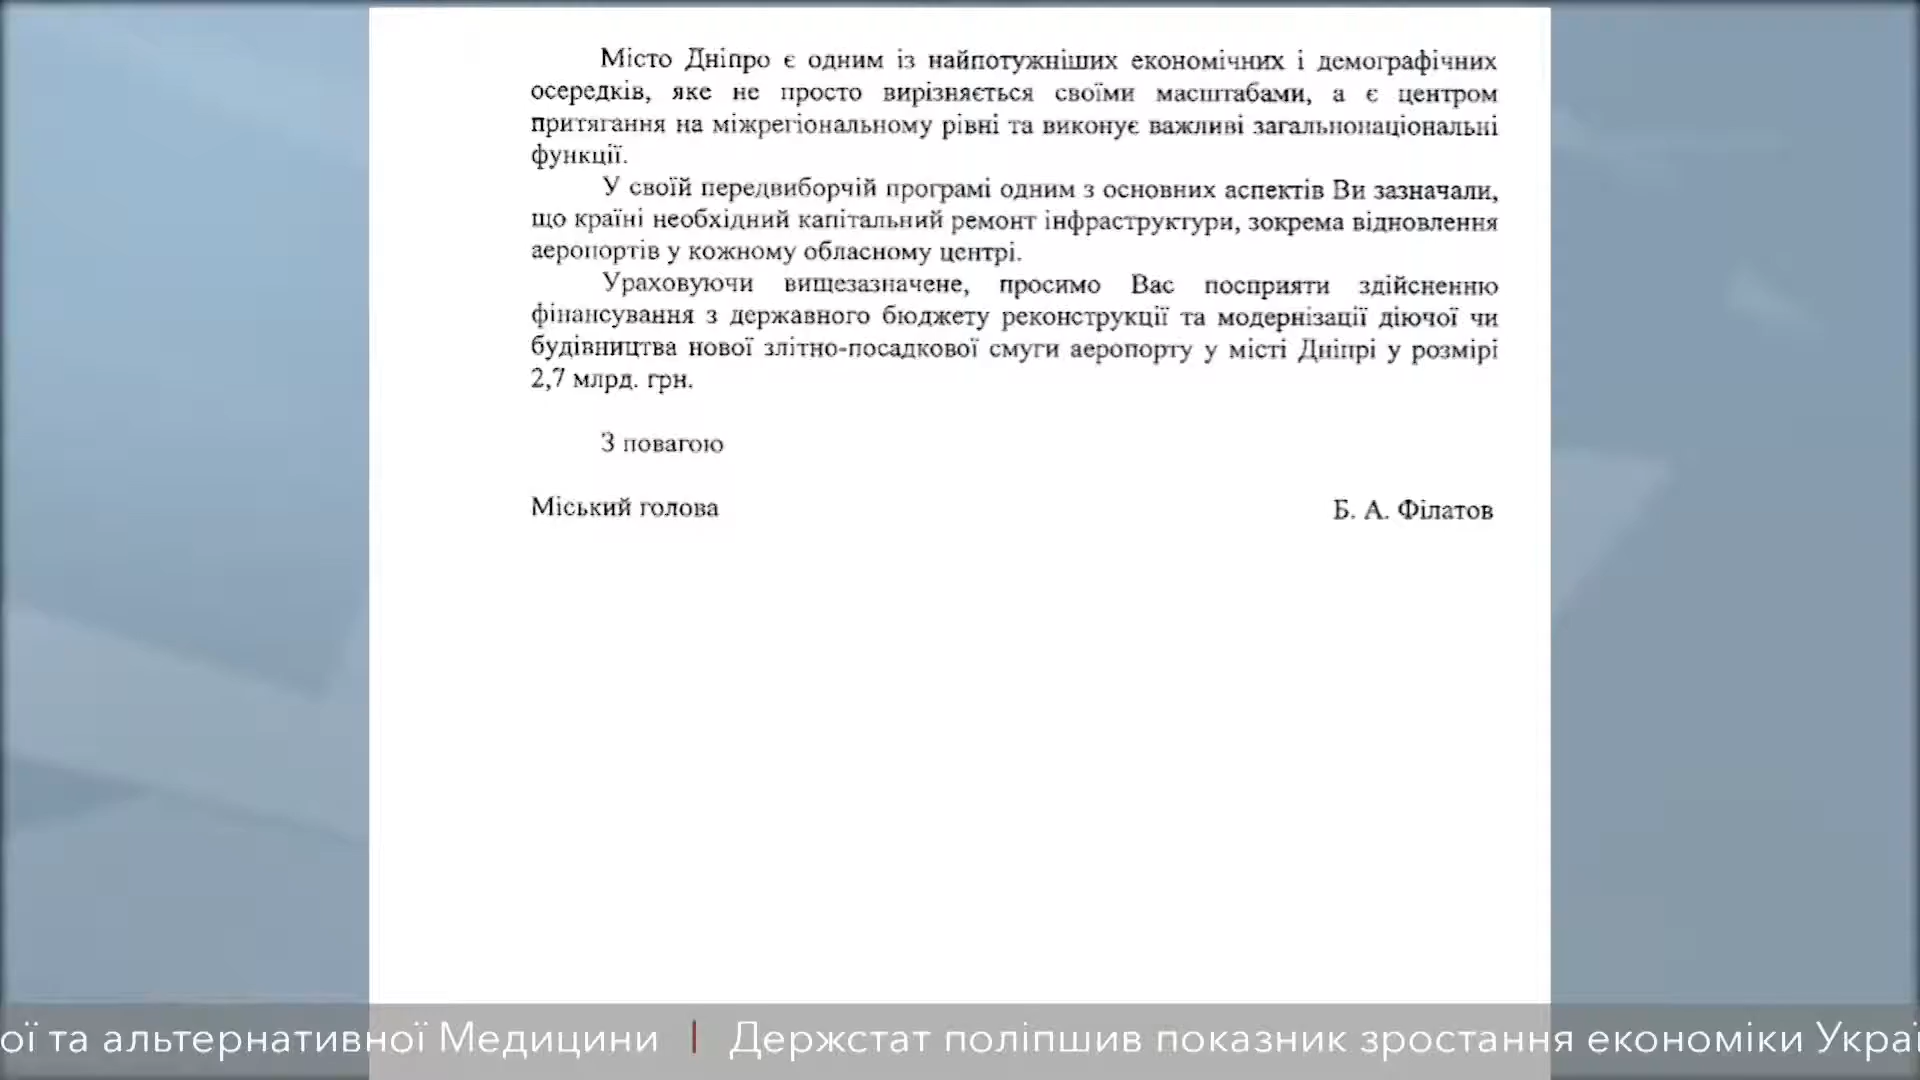 Місто Дніпро є одним із найпотужніших економічних і демографічних
осередків, яке не просто вирізняється своїми масштабами, а є центром
притягання на міжрегіональному рівні та виконує важливі загальнонаціональні
функції.
У своїй передвиборчій програмі одним з основних аспектів Ви зазначали,
що країні необхідний капітальний ремонт інфраструктури, зокрема відновлення
аеропортів у кожному обласному центрі.
Ураховуючи вищезазначене, просимо Вас посприяти здійсненню
фінансування з державного бюджету реконструкції та модернізації діючої чи
будівництва нової злітно-посадкової смуги аеропорту у місті Дніпрі у розмірі
2,7 млрд. грн.
З повагою
Міський голова Б. А. Філатов
ої та альтернативної Медицини | Держстат поліпшив показник зростання економіки Украї